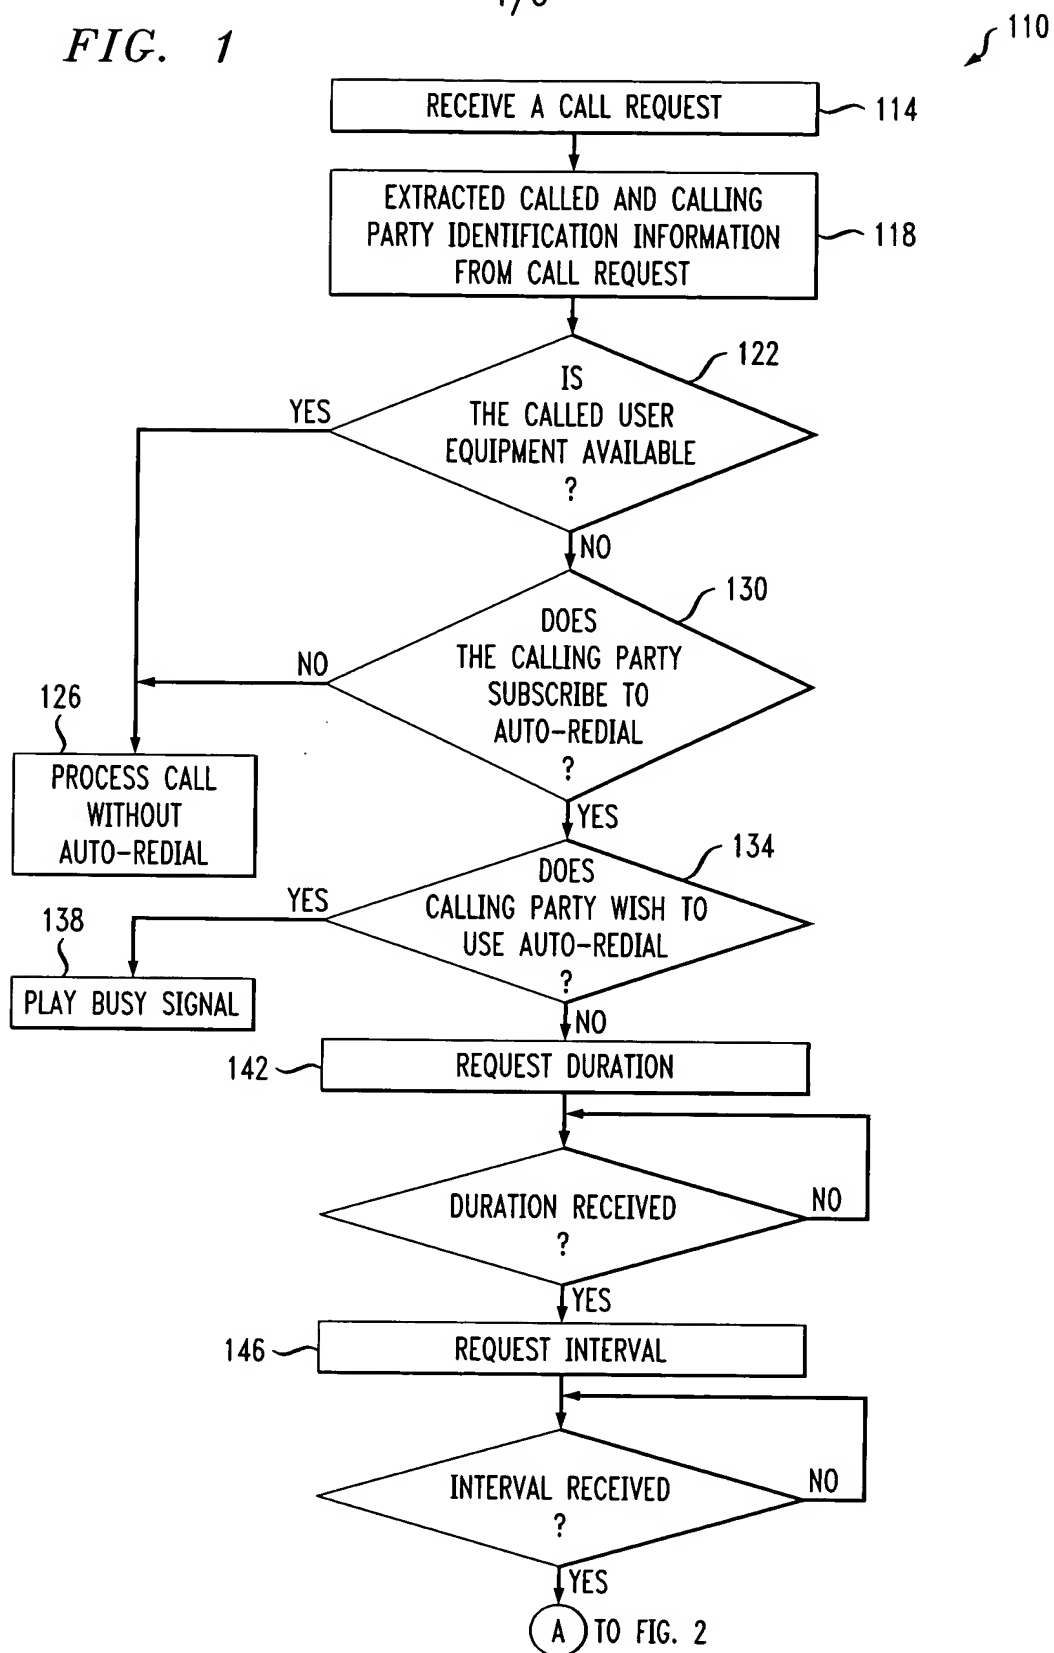 FIG. 1
110
RECEIVE A CALL REQUEST
114
EXTRACTED CALLED AND CALLING
PARTY IDENTIFICATION INFORMATION
FROM CALL REQUEST
118
IS
THE CALLED USER
EQUIPMENT AVAILABLE
?
122
YES
NO
DOES
THE CALLING PARTY
SUBSCRIBE TO
AUTO-REDIAL
?
130
NO
YES
126
PROCESS CALL
WITHOUT
AUTO-REDIAL
DOES
CALLING PARTY WISH TO
USE AUTO-REDIAL
?
134
YES
NO
138
PLAY BUSY SIGNAL
142
REQUEST DURATION
DURATION RECEIVED
?
NO
YES
146
REQUEST INTERVAL
INTERVAL RECEIVED
?
NO
YES
A TO FIG. 2